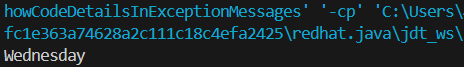 howCodeDetailsInExceptionMessages' '-cp' 'C:\Users\
fc1e363a74628a2c111c18c4efa2425\redhat.java\jdt_ws\
Wednesday